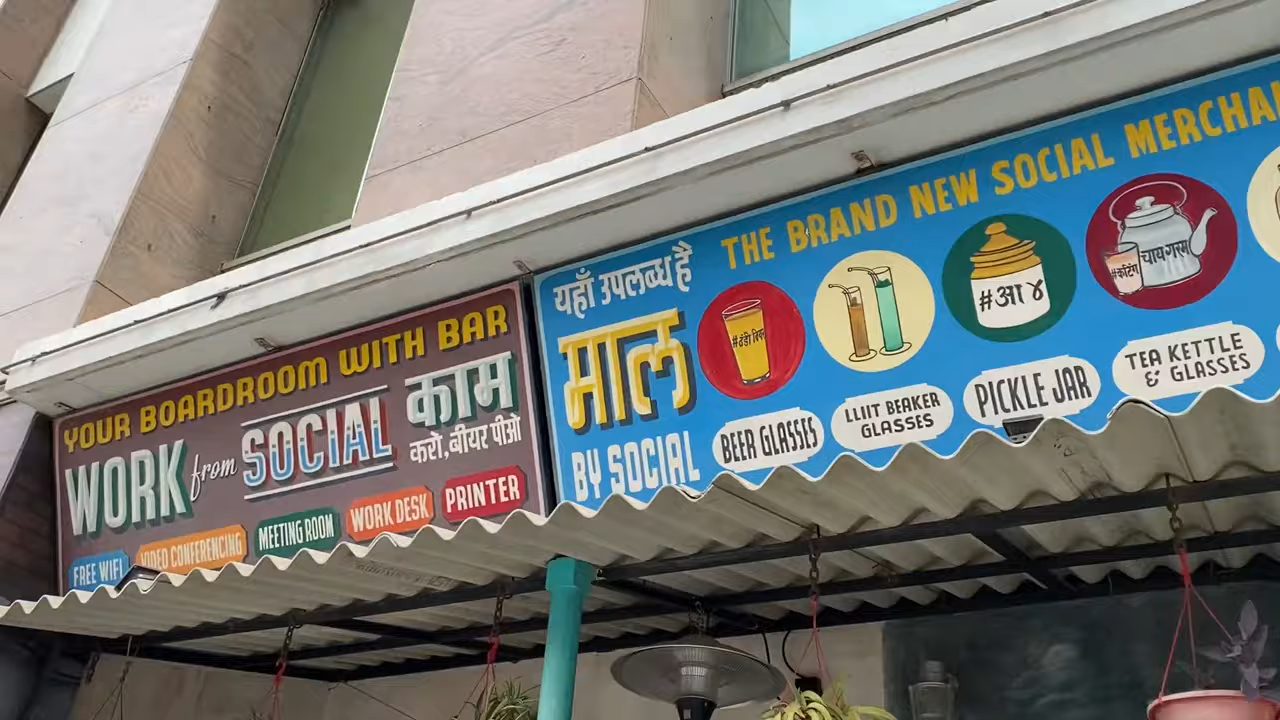 YOUR BOARDROOM WITH BAR
WORK from SOCIAL
काम
करो, बीयर पीओ
FREE WIFI
VIDEO CONFERENCING
MEETING ROOM
WORK DESK
PRINTER
यहाँ उपलब्ध है
माल
BY SOCIAL
THE BRAND NEW SOCIAL
#आ४
#कटिंग
चाय गरम
BEER GLASSES
LLIIT BEAKER
GLASSES
PICKLE JAR
TEA KETTLE
& GLASSES